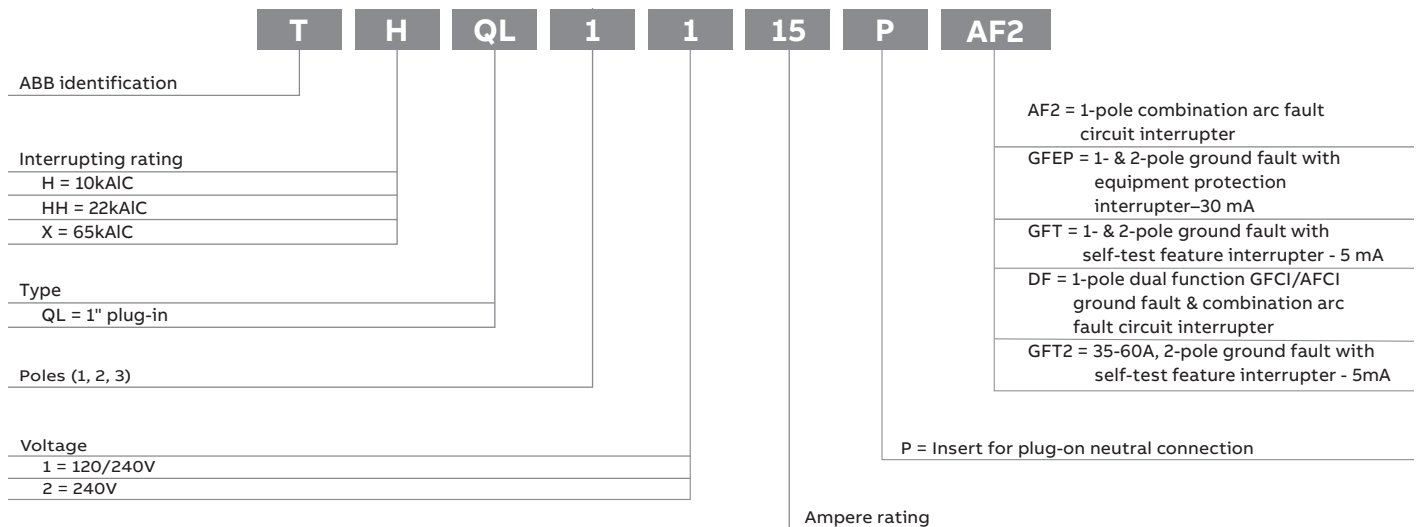 T H QL 1 1 15 P AF2
ABB identification
Interrupting rating
H = 10kAlC
HH = 22kAlC
X = 65kAlC
Type
QL = 1" plug-in
Poles (1, 2, 3)
Voltage
1 = 120/240V
2 = 240V
AF2 = 1-pole combination arc fault
circuit interrupter
GFEP = 1- & 2-pole ground fault with
equipment protection
interrupter–30 mA
GFT = 1- & 2-pole ground fault with
self-test feature interrupter - 5 mA
DF = 1-pole dual function GFCI/AFCI
ground fault & combination arc
fault circuit interrupter
GFT2 = 35-60A, 2-pole ground fault with
self-test feature interrupter - 5mA
P = Insert for plug-on neutral connection
Ampere rating